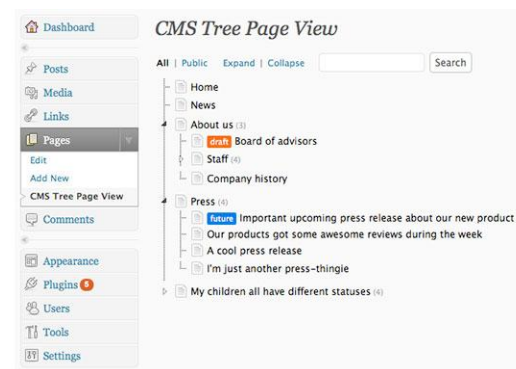 Dashboard
Posts
Media
Links
Pages
Edit
Add New
CMS Tree Page View
Comments
Appearance
Plugins 5
Users
Tools
Settings
CMS Tree Page View
All | Public Expand | Collapse Search
Home
News
About us (3)
draft Board of advisors
Staff (4)
Company history
Press (4)
future Important upcoming press release about our new product
Our products got some awesome reviews during the week
A cool press release
I'm just another press-thingie
My children all have different statuses (4)